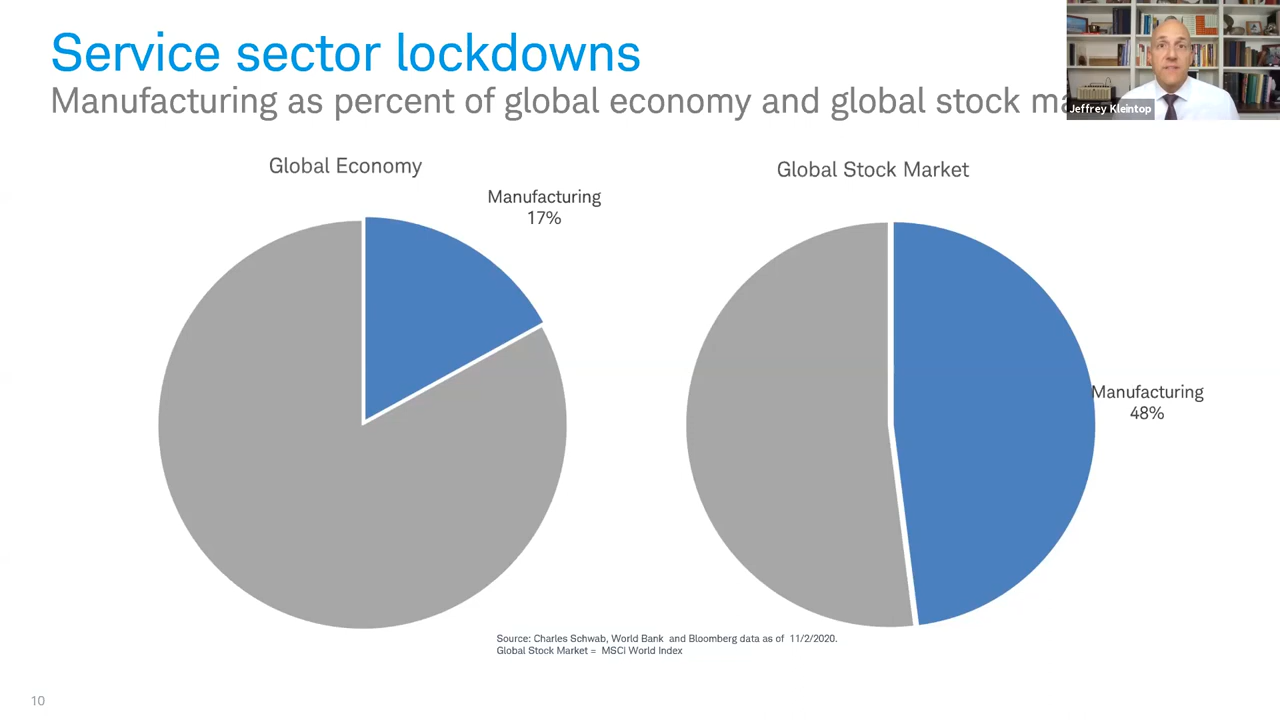 Service sector lockdowns
Manufacturing as percent of global economy and global stock ma
Jeffrey Kleintop
Global Economy
Global Stock Market
Manufacturing
17%
Manufacturing
48%
Source: Charles Schwab, World Bank and Bloomberg data as of 11/2/2020.
Global Stock Market = MSCI World Index
10